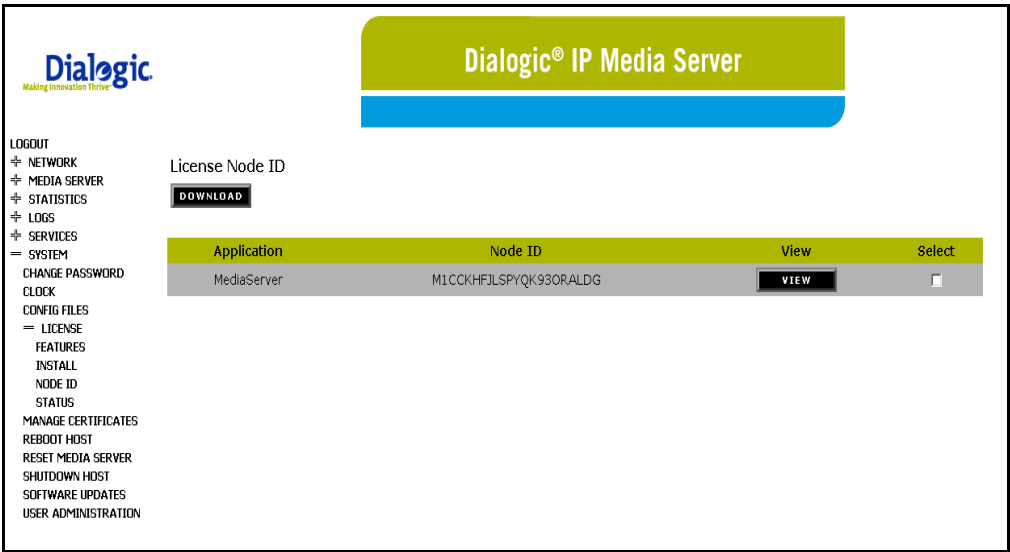 Dialogic.
Making Innovation Thrive™
Dialogic® IP Media Server
LOGOUT
NETWORK
MEDIA SERVER
STATISTICS
LOGS
SERVICES
SYSTEM
CHANGE PASSWORD
CLOCK
CONFIG FILES
LICENSE
FEATURES
INSTALL
NODE ID
STATUS
MANAGE CERTIFICATES
REBOOT HOST
RESET MEDIA SERVER
SHUTDOWN HOST
SOFTWARE UPDATES
USER ADMINISTRATION
License Node ID
DOWNLOAD
Application Node ID View Select
MediaServer M1CCKHFJLSPYQK93ORALDG VIEW